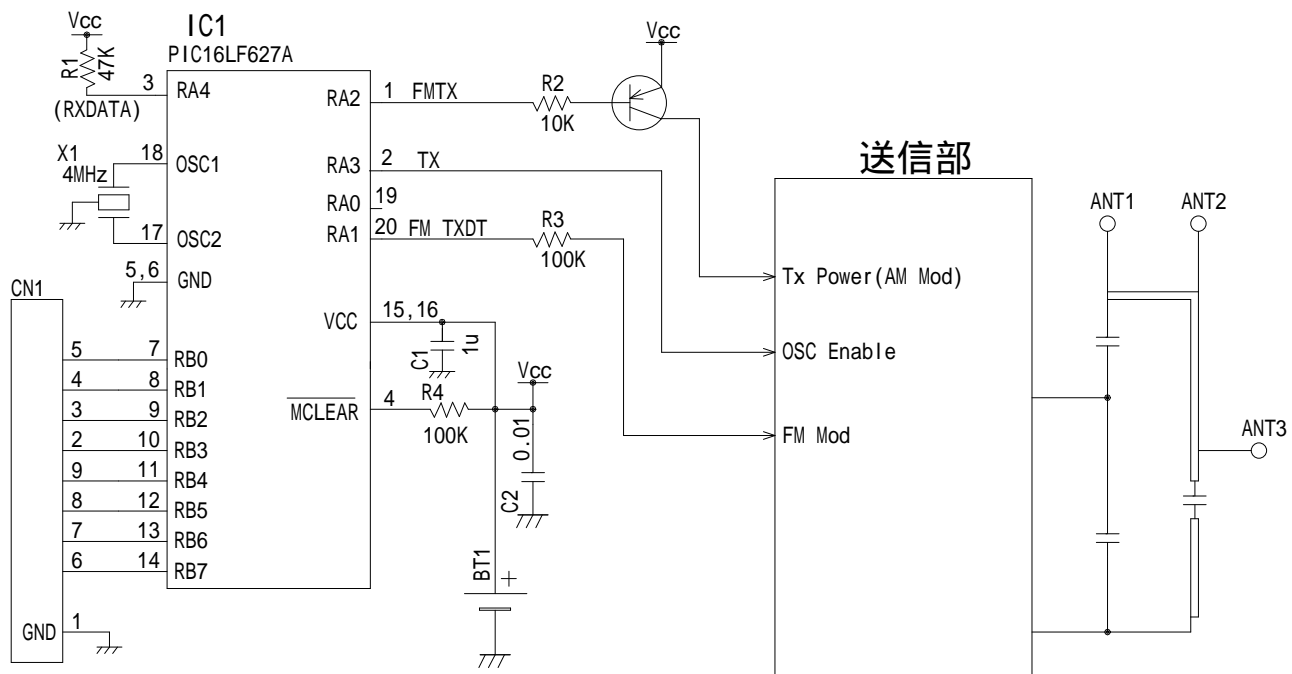 Vcc
IC1
PIC16LF627A
Vcc
R1
47K
3
RA4
(RXDATA)
RA2
1
FMTX
R2
10K
X1
4MHz
18
OSC1
RA3
2
TX
送信部
RA0
19
17
OSC2
RA1
20
FM TXDT
R3
100K
ANT1
ANT2
5,6
GND
Tx Power(AM Mod)
CN1
VCC
15,16
C1
1u
OSC Enable
5
7
RB0
4
8
RB1
Vcc
MCLEAR
4
R4
100K
3
9
RB2
0.01
C2
FM Mod
ANT3
2
10
RB3
9
11
RB4
8
12
RB5
7
13
RB6
6
14
RB7
BT1
+
GND
1